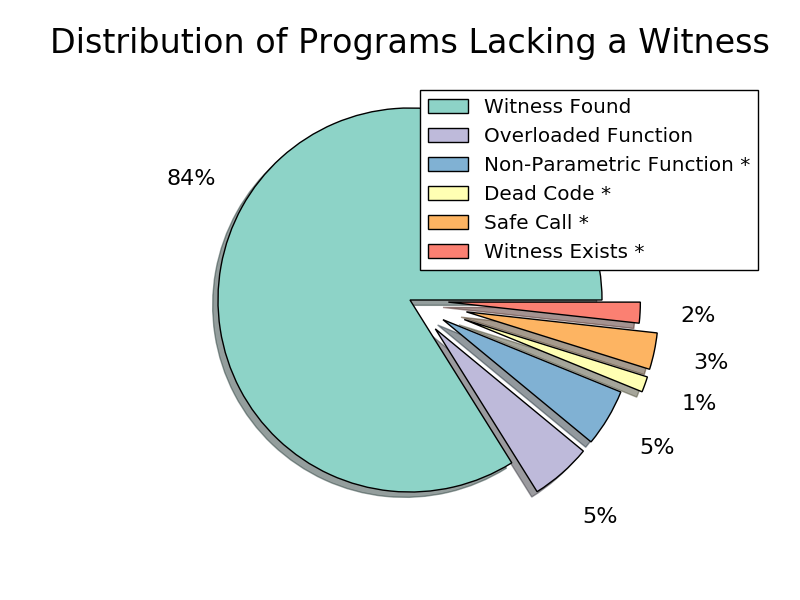 Distribution of Programs Lacking a Witness
Witness Found
Overloaded Function
Non-Parametric Function *
Dead Code *
Safe Call *
Witness Exists *
84%
2%
3%
1%
5%
5%